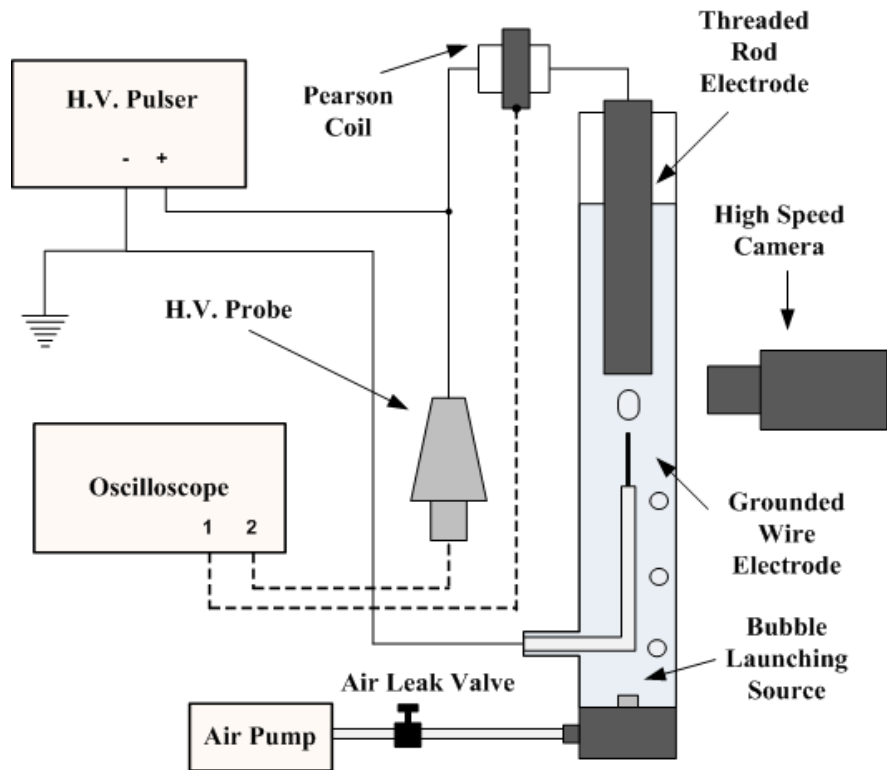 Threaded
Rod
Electrode
H.V. Pulser
- +
Pearson
Coil
High Speed
Camera
H.V. Probe
Oscilloscope
1 2
Grounded
Wire
Electrode
Bubble
Launching
Source
Air Leak Valve
Air Pump